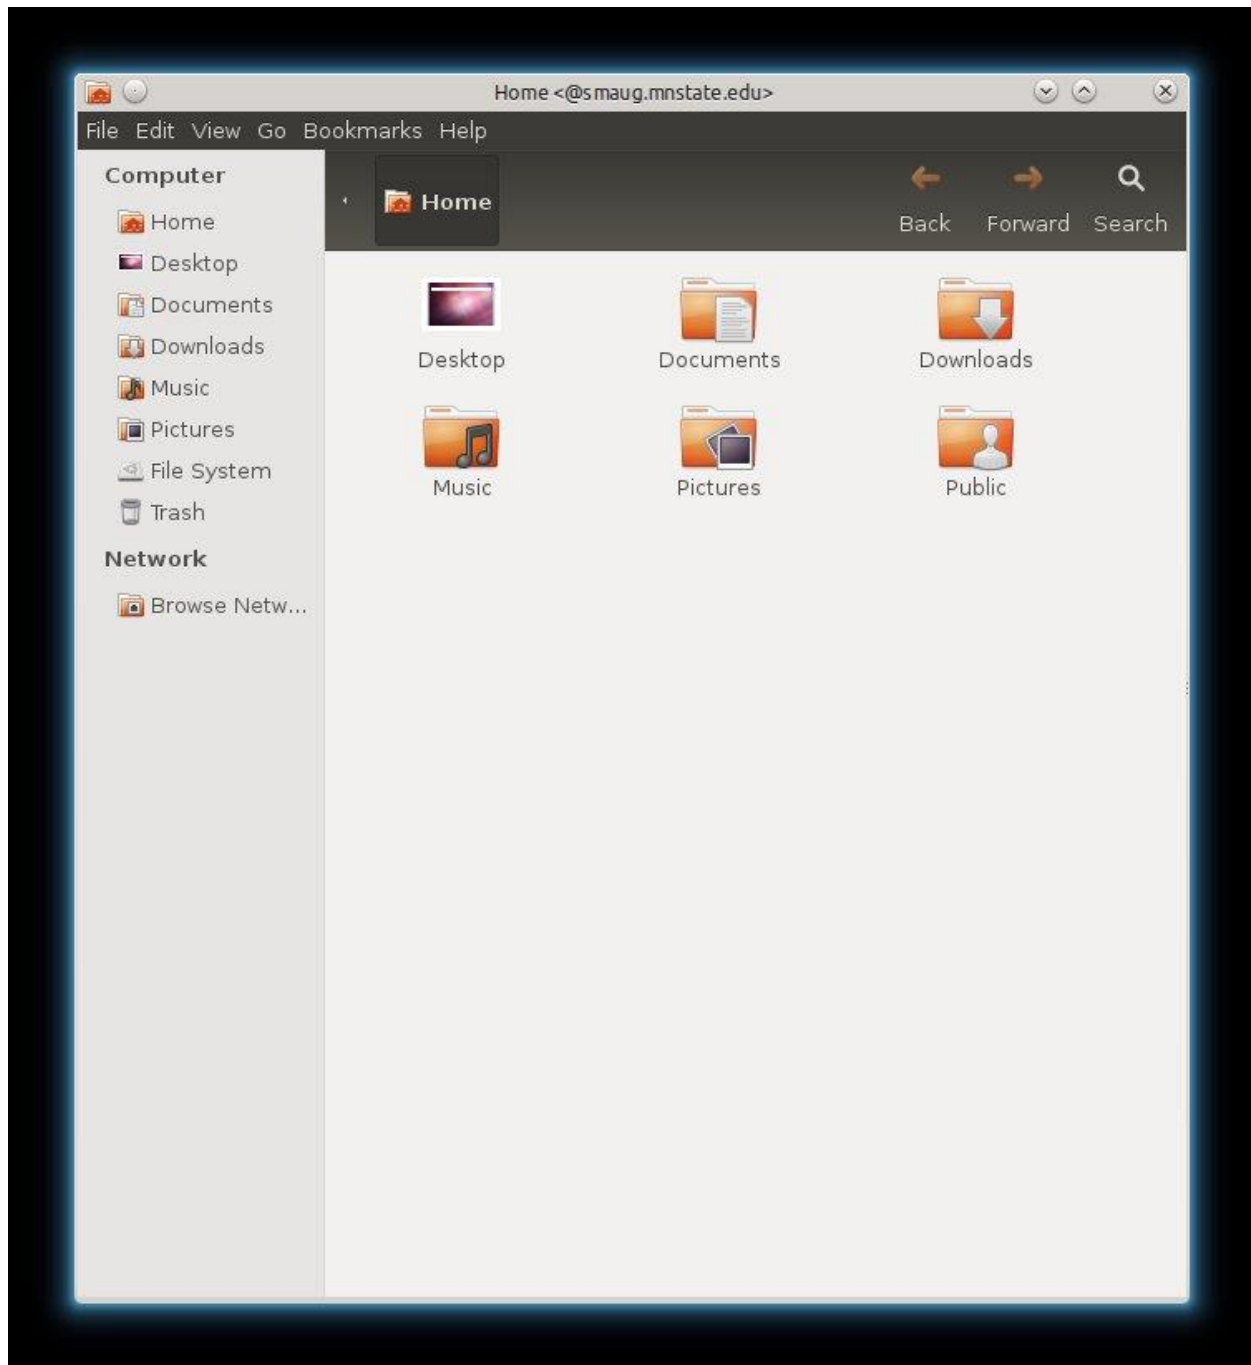 Home <@smaug.mnstate.edu>
File Edit View Go Bookmarks Help
Computer
Home
Desktop
Documents
Downloads
Music
Pictures
File System
Trash
Network
Browse Netw...
Home
Back Forward Search
Desktop Documents Downloads
Music Pictures Public